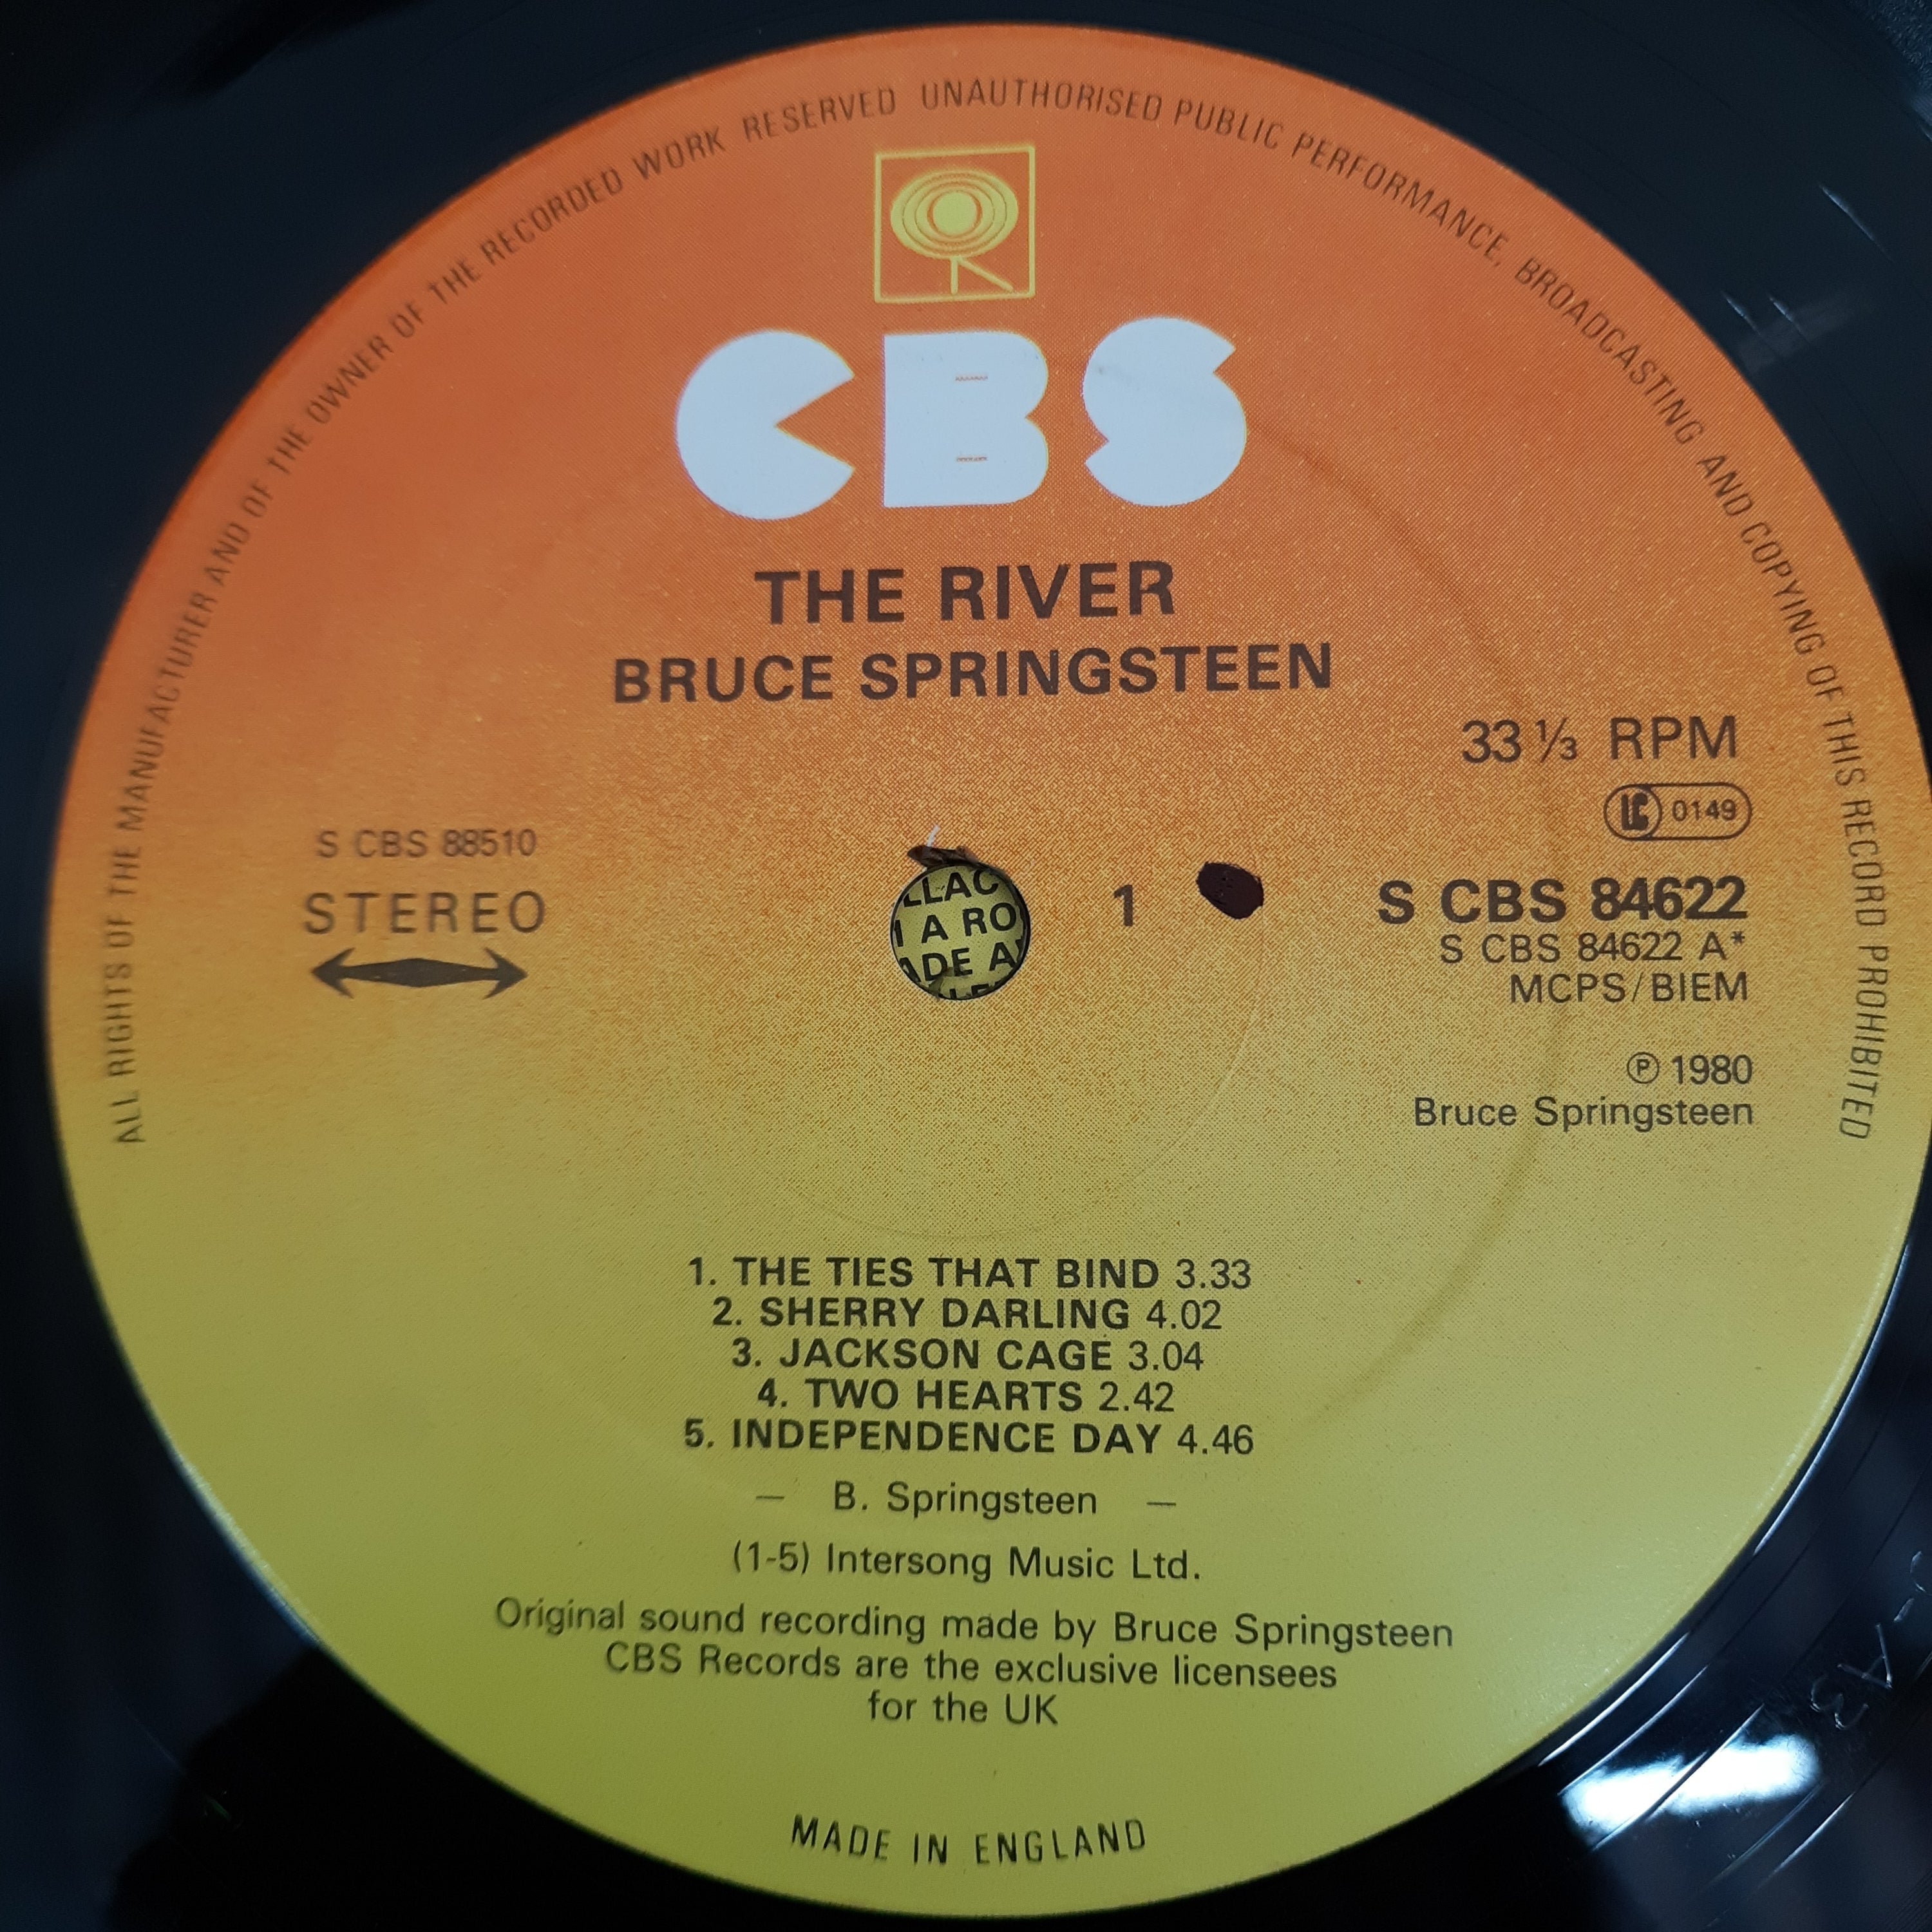 ALL RIGHTS OF THE MANUFACTURER AND OF THE OWNER OF THE RECORDED WORK RESERVED UNAUTHORISED PUBLIC PERFORMANCE, BROADCASTING AND COPYING OF THIS RECORD PROHIBITED
CBS
THE RIVER
BRUCE SPRINGSTEEN
33⅓ RPM
LC 0149
S CBS 88510
STEREO
LLAC
A RO
ADE A
1
S CBS 84622
S CBS 84622 A*
MCPS/BIEM
℗ 1980
Bruce Springsteen
1. THE TIES THAT BIND 3.33
2. SHERRY DARLING 4.02
3. JACKSON CAGE 3.04
4. TWO HEARTS 2.42
5. INDEPENDENCE DAY 4.46
— B. Springsteen —
(1-5) Intersong Music Ltd.
Original sound recording made by Bruce Springsteen
CBS Records are the exclusive licensees
for the UK
MADE IN ENGLAND
A3